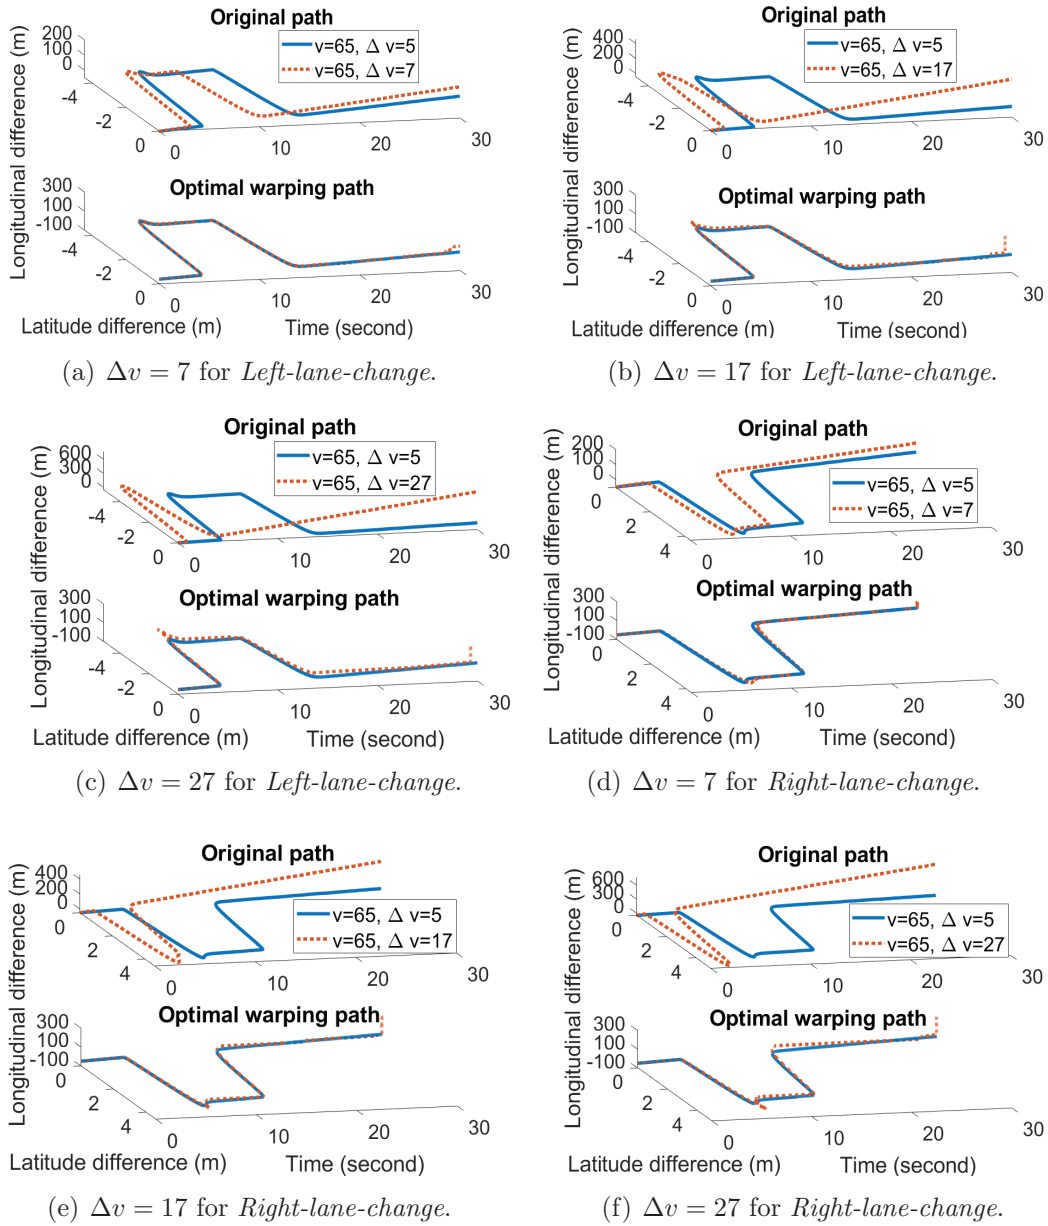 Original path
v=65, Δ v=5
v=65, Δ v=7
200
100
0
-4
-2
0
0
10
20
30
Optimal warping path
300
100
-100
-4
-2
0
0
10
20
30
Longitudinal difference (m)
Latitude difference (m)
Time (second)
(a) Δv = 7 for Left-lane-change.
Original path
v=65, Δ v=5
v=65, Δ v=17
400
200
0
-4
-2
0
0
10
20
30
Optimal warping path
300
100
-100
-4
-2
0
0
10
20
30
Longitudinal difference (m)
Latitude difference (m)
Time (second)
(b) Δv = 17 for Left-lane-change.
Original path
v=65, Δ v=5
v=65, Δ v=27
600
300
0
-4
-2
0
0
10
20
30
Optimal warping path
300
100
-100
-4
-2
0
0
10
20
30
Longitudinal difference (m)
Latitude difference (m)
Time (second)
(c) Δv = 27 for Left-lane-change.
Original path
v=65, Δ v=5
v=65, Δ v=7
200
100
0
0
2
4
0
10
20
30
Optimal warping path
300
100
-100
0
2
4
0
10
20
30
Longitudinal difference (m)
Latitude difference (m)
Time (second)
(d) Δv = 7 for Right-lane-change.
Original path
v=65, Δ v=5
v=65, Δ v=17
400
200
0
0
2
4
0
10
20
30
Optimal warping path
300
100
-100
0
2
4
0
10
20
30
Longitudinal difference (m)
Latitude difference (m)
Time (second)
(e) Δv = 17 for Right-lane-change.
Original path
v=65, Δ v=5
v=65, Δ v=27
600
300
0
0
2
4
0
10
20
30
Optimal warping path
300
100
-100
0
2
4
0
10
20
30
Longitudinal difference (m)
Latitude difference (m)
Time (second)
(f) Δv = 27 for Right-lane-change.